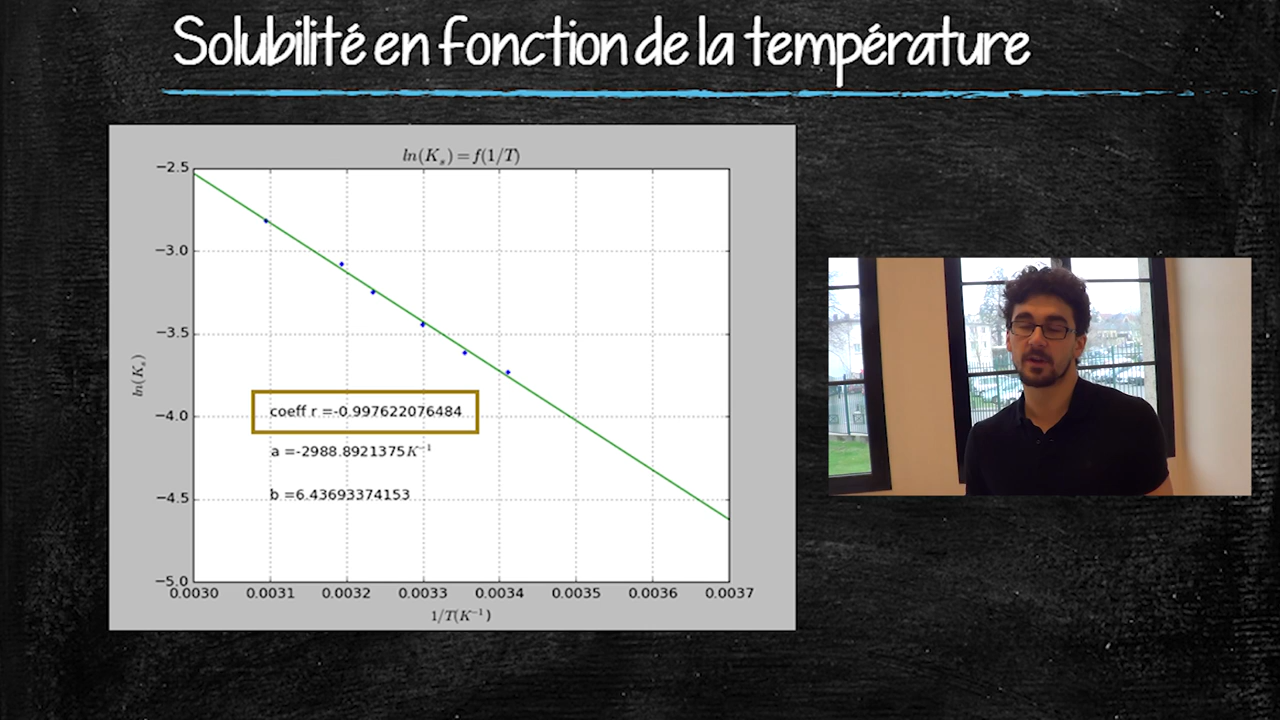 Solubilité en fonction de la température
ln(Kₛ) = f(1/T)
−2.5
−3.0
−3.5
−4.0
−4.5
−5.0
ln(Kₛ)
coeff r =-0.997622076484
a =-2988.8921375K⁻¹
b =6.43693374153
0.0030 0.0031 0.0032 0.0033 0.0034 0.0035 0.0036 0.0037
1/T(K⁻¹)